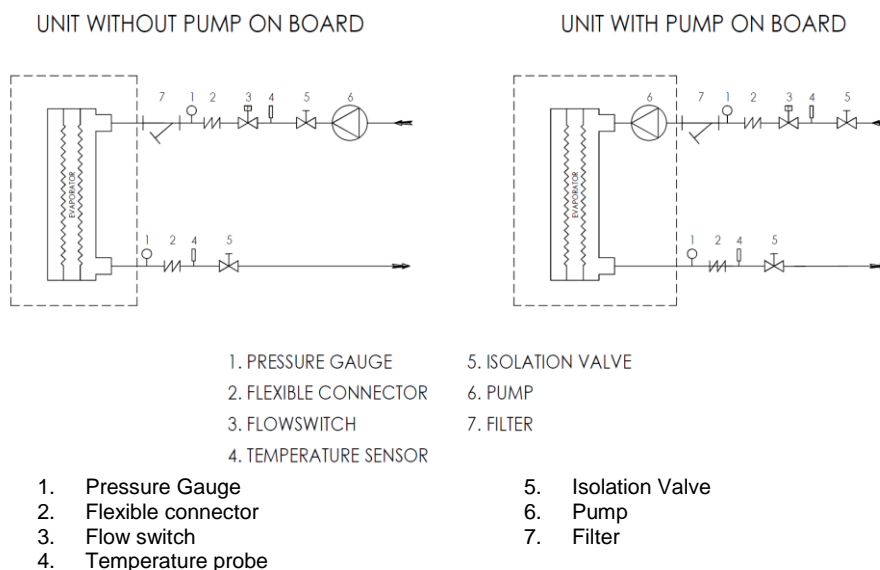 UNIT WITHOUT PUMP ON BOARD
UNIT WITH PUMP ON BOARD
7 1 2 3 4 5 6
EVAPORATOR
1 2 4 5
6 7 1 2 3 4 5
EVAPORATOR
1 2 4 5
1. PRESSURE GAUGE
2. FLEXIBLE CONNECTOR
3. FLOWSWITCH
4. TEMPERATURE SENSOR
5. ISOLATION VALVE
6. PUMP
7. FILTER
1. Pressure Gauge
2. Flexible connector
3. Flow switch
4. Temperature probe
5. Isolation Valve
6. Pump
7. Filter